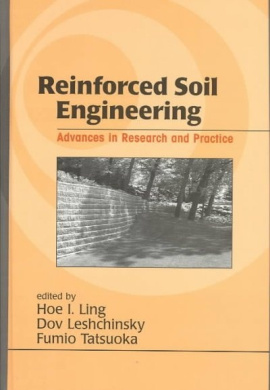 Reinforced Soil
Engineering
Advances in Research and Practice
edited by
Hoe I. Ling
Dov Leshchinsky
Fumio Tatsuoka